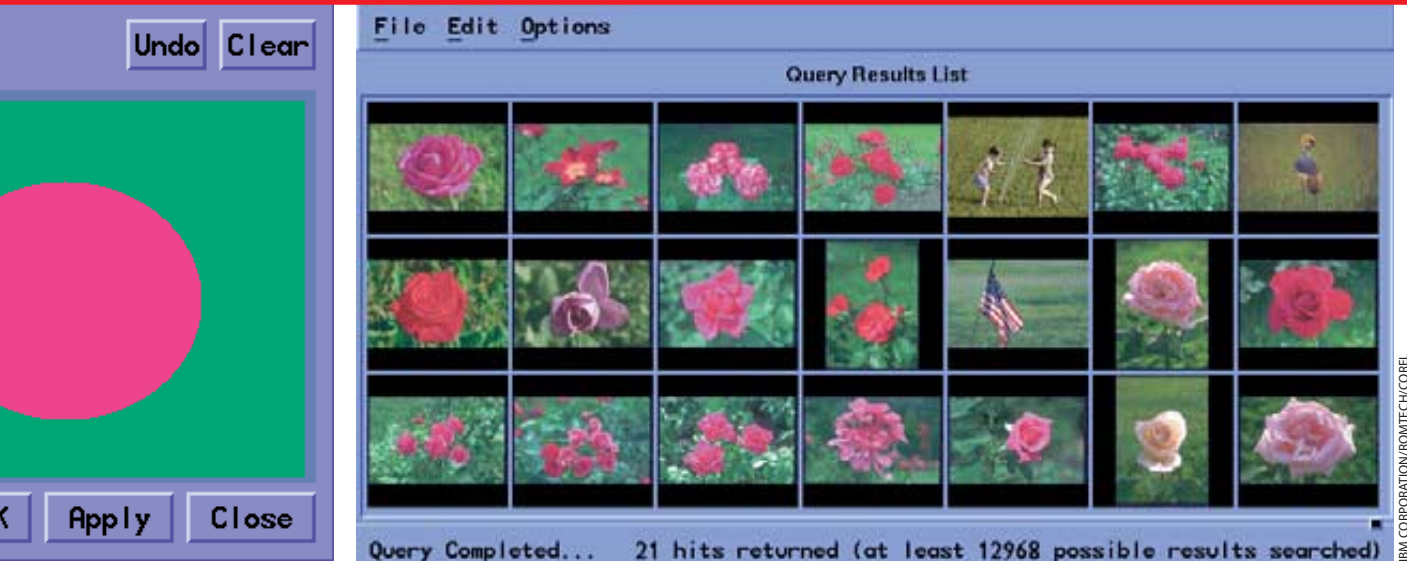 Undo Clear
K Apply Close
File Edit Options
Query Results List
Query Completed... 21 hits returned (at least 12968 possible results searched)
IBM CORPORATION/ROMTECH/COREL